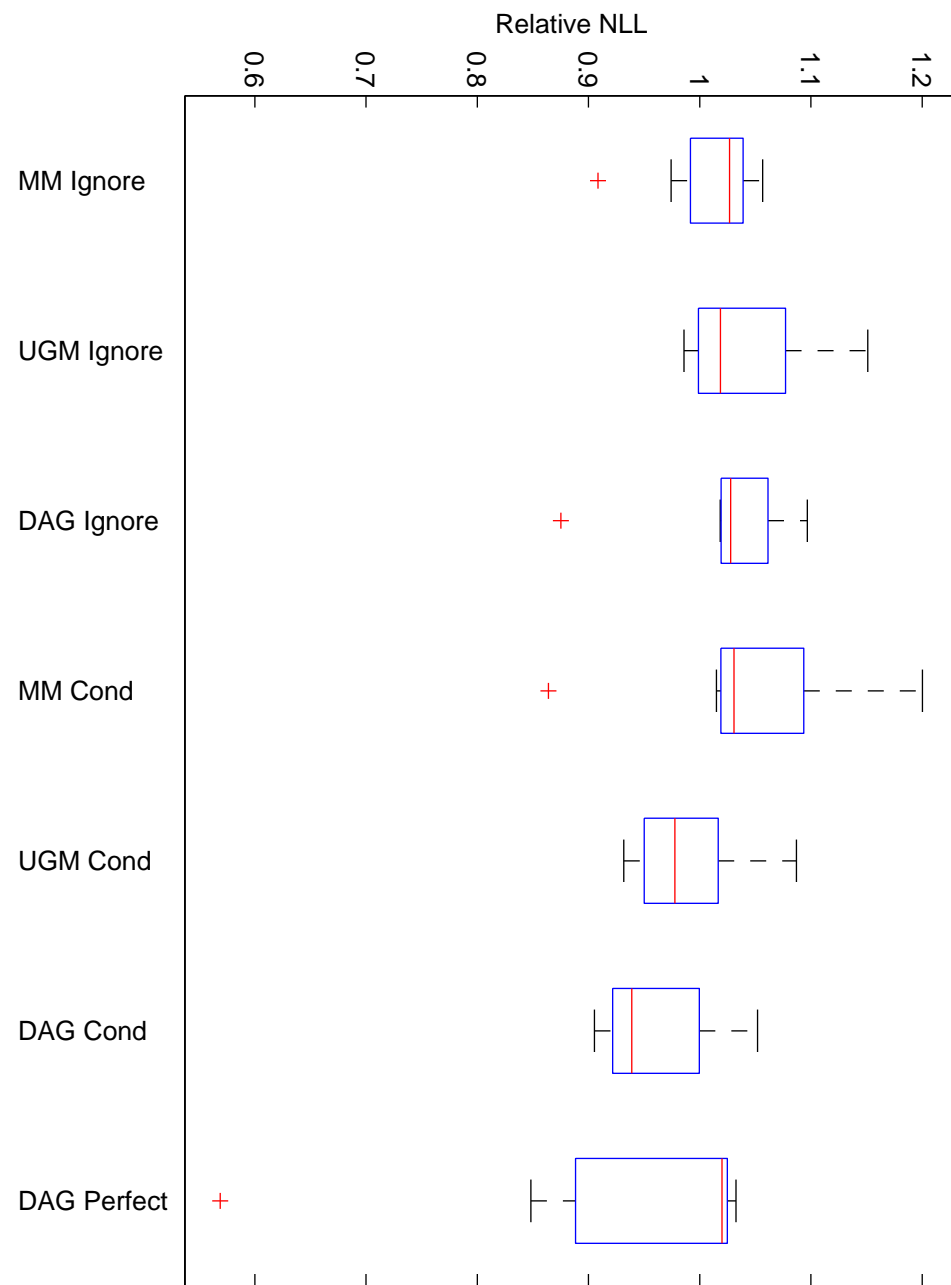 Relative NLL
0.6 0.7 0.8 0.9 1 1.1 1.2
MM Ignore
UGM Ignore
DAG Ignore
MM Cond
UGM Cond
DAG Cond
DAG Perfect